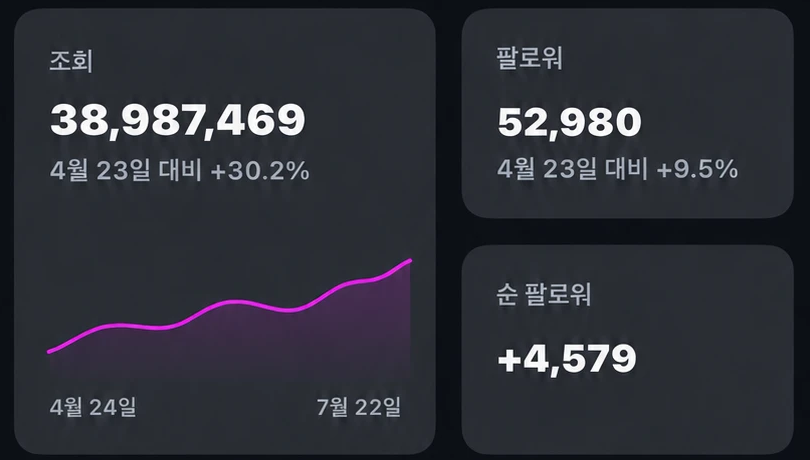 조회
38,987,469
4월 23일 대비 +30.2%
4월 24일
7월 22일
팔로워
52,980
4월 23일 대비 +9.5%
순 팔로워
+4,579